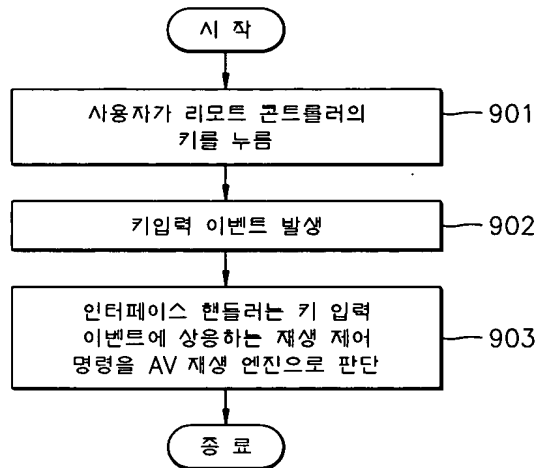 시 작
사용자가 리모트 콘트롤러의
키를 누름
901
키입력 이벤트 발생
902
인터페이스 핸들러는 키 입력
이벤트에 상응하는 재생 제어
명령을 AV 재생 엔진으로 판단
903
종 료